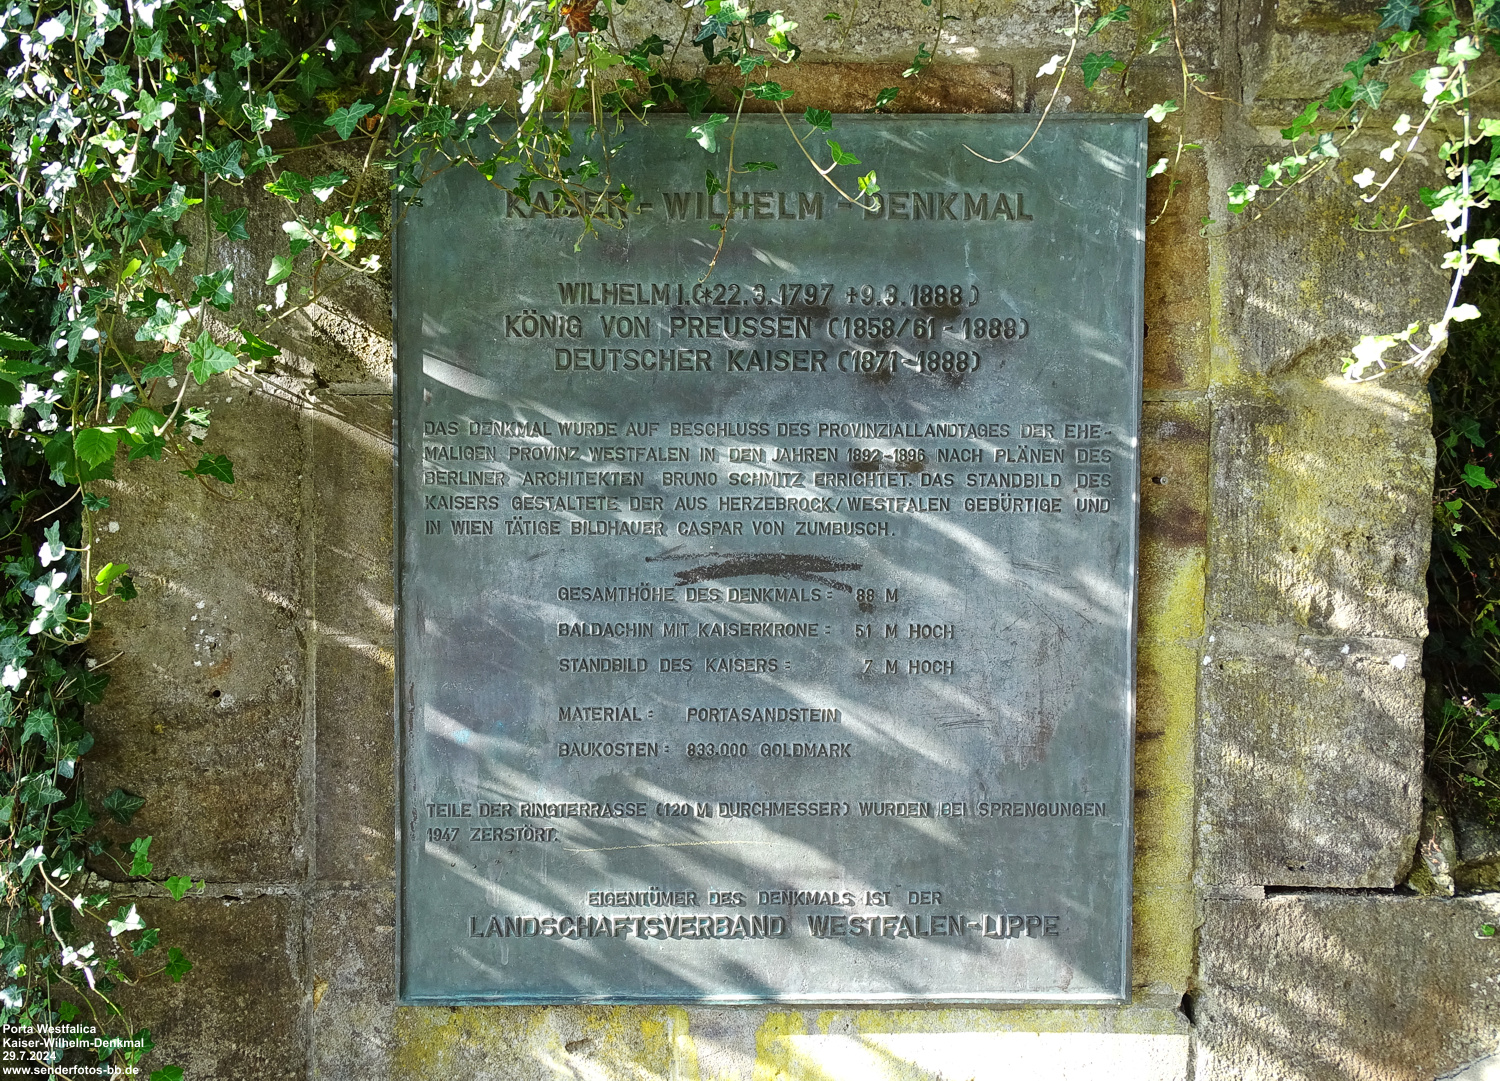 KAISER-WILHELM-DENKMAL
WILHELM I. (*22.3.1797 +9.3.1888)
KÖNIG VON PREUSSEN (1858/61-1888)
DEUTSCHER KAISER (1871-1888)
DAS DENKMAL WURDE AUF BESCHLUSS DES PROVINZIALLANDTAGES DER EHE-
MALIGEN PROVINZ WESTFALEN IN DEN JAHREN 1892-1896 NACH PLÄNEN DES
BERLINER ARCHITEKTEN BRUNO SCHMITZ ERRICHTET. DAS STANDBILD DES
KAISERS GESTALTETE DER AUS HERZEBROCK/WESTFALEN GEBÜRTIGE UND
IN WIEN TÄTIGE BILDHAUER CASPAR VON ZUMBUSCH.
GESAMTHÖHE DES DENKMALS: 88 M
BALDACHIN MIT KAISERKRONE: 51 M HOCH
STANDBILD DES KAISERS: 7 M HOCH
MATERIAL: PORTASANDSTEIN
BAUKOSTEN: 833.000 GOLDMARK
TEILE DER RINGTERRASSE (120 M DURCHMESSER) WURDEN BEI SPRENGUNGEN
1947 ZERSTÖRT.
EIGENTÜMER DES DENKMALS IST DER
LANDSCHAFTSVERBAND WESTFALEN-LIPPE
Porta Westfalica
Kaiser-Wilhelm-Denkmal
29.7.2024
www.senderfotos-bb.de